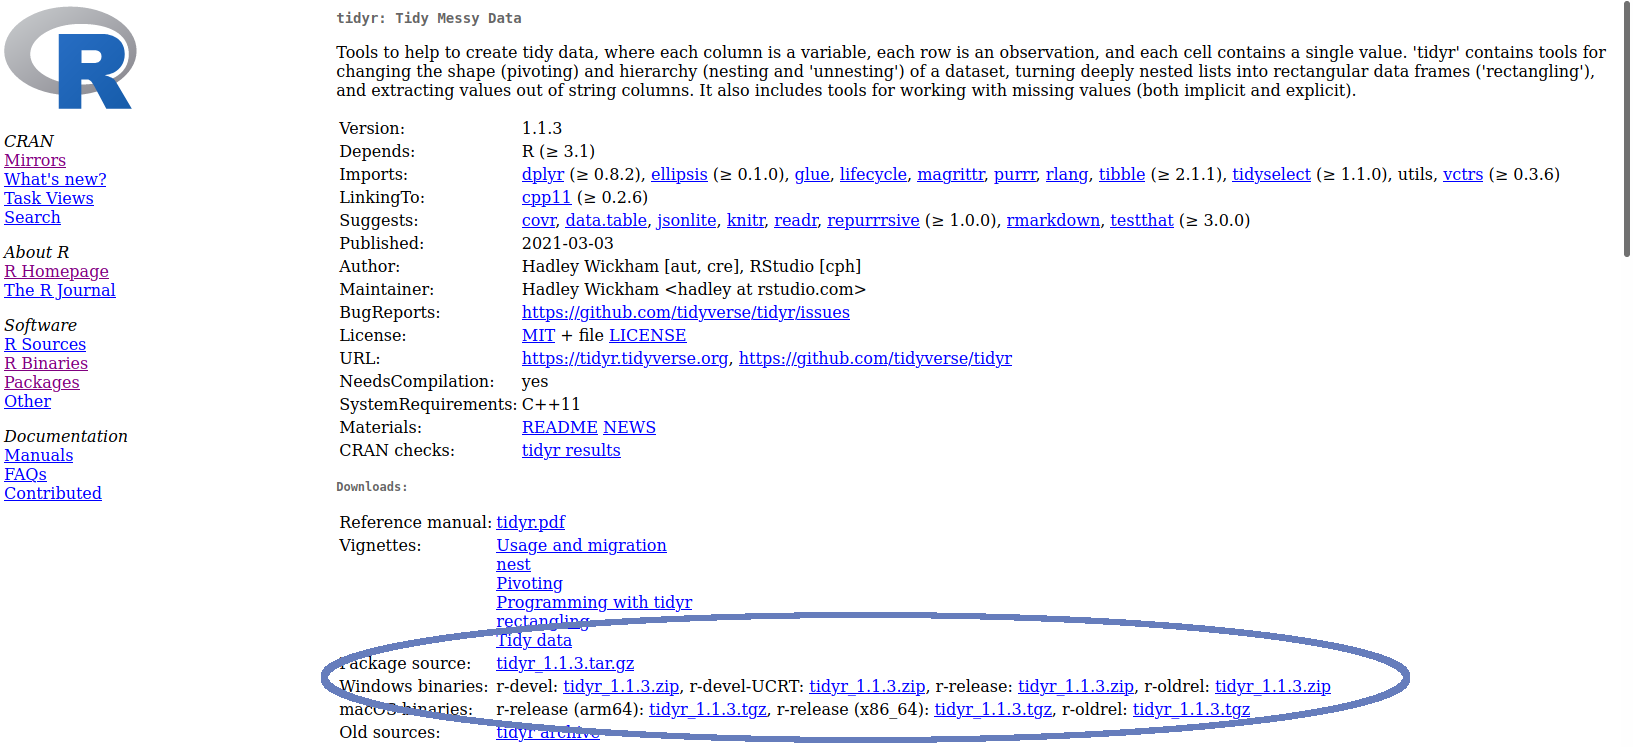 R
CRAN
Mirrors
What's new?
Task Views
Search
About R
R Homepage
The R Journal
Software
R Sources
R Binaries
Packages
Other
Documentation
Manuals
FAQs
Contributed
tidyr: Tidy Messy Data
Tools to help to create tidy data, where each column is a variable, each row is an observation, and each cell contains a single value. 'tidyr' contains tools for
changing the shape (pivoting) and hierarchy (nesting and 'unnesting') of a dataset, turning deeply nested lists into rectangular data frames ('rectangling'),
and extracting values out of string columns. It also includes tools for working with missing values (both implicit and explicit).
Version: 1.1.3
Depends: R (≥ 3.1)
Imports: dplyr (≥ 0.8.2), ellipsis (≥ 0.1.0), glue, lifecycle, magrittr, purrr, rlang, tibble (≥ 2.1.1), tidyselect (≥ 1.1.0), utils, vctrs (≥ 0.3.6)
LinkingTo: cpp11 (≥ 0.2.6)
Suggests: covr, data.table, jsonlite, knitr, readr, repurrrsive (≥ 1.0.0), rmarkdown, testthat (≥ 3.0.0)
Published: 2021-03-03
Author: Hadley Wickham [aut, cre], RStudio [cph]
Maintainer: Hadley Wickham <hadley at rstudio.com>
BugReports: https://github.com/tidyverse/tidyr/issues
License: MIT + file LICENSE
URL: https://tidyr.tidyverse.org, https://github.com/tidyverse/tidyr
NeedsCompilation: yes
SystemRequirements: C++11
Materials: README NEWS
CRAN checks: tidyr results
Downloads:
Reference manual: tidyr.pdf
Vignettes: Usage and migration
nest
Pivoting
Programming with tidyr
rectangling
Tidy data
Package source: tidyr_1.1.3.tar.gz
Windows binaries: r-devel: tidyr_1.1.3.zip, r-devel-UCRT: tidyr_1.1.3.zip, r-release: tidyr_1.1.3.zip, r-oldrel: tidyr_1.1.3.zip
macOS binaries: r-release (arm64): tidyr_1.1.3.tgz, r-release (x86_64): tidyr_1.1.3.tgz, r-oldrel: tidyr_1.1.3.tgz
Old sources: tidyr archive